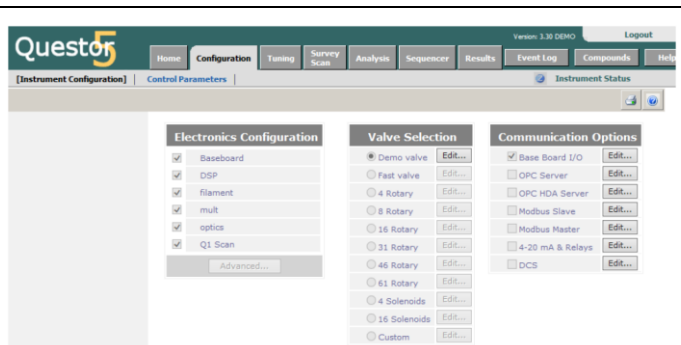 Version: 3.30 DEMO Logout
Questor5
Home Configuration Tuning Survey Scan Analysis Sequencer Results Event Log Compounds Help
[Instrument Configuration] Control Parameters Instrument Status
Electronics Configuration
Baseboard
DSP
filament
mult
optics
Q1 Scan
Advanced...
Valve Selection
Demo valve Edit...
Fast valve Edit...
4 Rotary Edit...
8 Rotary Edit...
16 Rotary Edit...
31 Rotary Edit...
46 Rotary Edit...
61 Rotary Edit...
4 Solenoids Edit...
16 Solenoids Edit...
Custom Edit...
Communication Options
Base Board I/O Edit...
OPC Server Edit...
OPC HDA Server Edit...
Modbus Slave Edit...
Modbus Master Edit...
4-20 mA & Relays Edit...
DCS Edit...